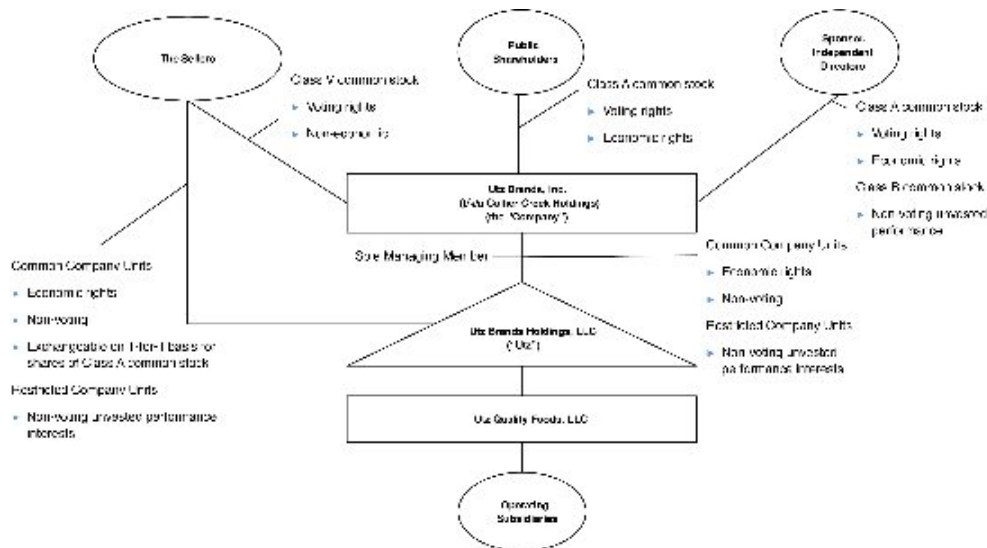 The Sellers
Public
Shareholders
Sponsor,
Independent
Directors
Class V common stock
Voting rights
Non-economic
Class A common stock
Voting rights
Economic rights
Class A common stock
Voting rights
Economic rights
Class B common stock
Non-voting unvested
performance
Utz Brands, Inc.
(f/k/a Collier Creek Holdings)
(the "Company")
Sole Managing Member
Common Company Units
Economic rights
Non-voting
Restricted Company Units
Non-voting unvested
performance interests
Common Company Units
Economic rights
Non-voting
Exchangeable on 1-for-1 basis for
shares of Class A common stock
Restricted Company Units
Non-voting unvested performance
interests
Utz Brands Holdings, LLC
("Utz")
Utz Quality Foods, LLC
Operating
Subsidiaries